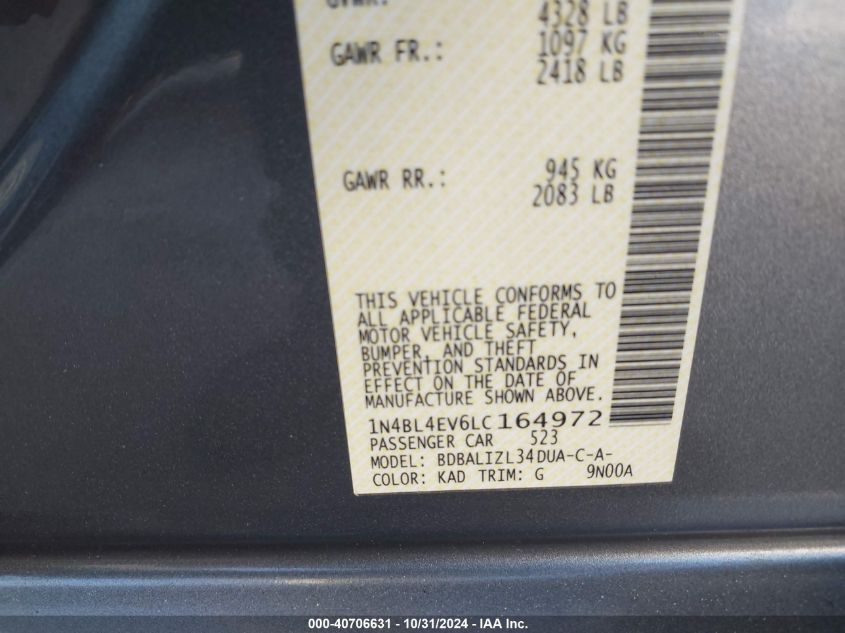 GVWR:
4328 LB
GAWR FR.: 1097 KG
2418 LB
GAWR RR.: 945 KG
2083 LB
THIS VEHICLE CONFORMS TO
ALL APPLICABLE FEDERAL
MOTOR VEHICLE SAFETY,
BUMPER, AND THEFT
PREVENTION STANDARDS IN
EFFECT ON THE DATE OF
MANUFACTURE SHOWN ABOVE.
1N4BL4EV6LC164972
PASSENGER CAR 523
MODEL: BDBALIZL34DUA-C-A-
COLOR: KAD TRIM: G 9N00A
000-40706631 - 10/31/2024 - IAA Inc.